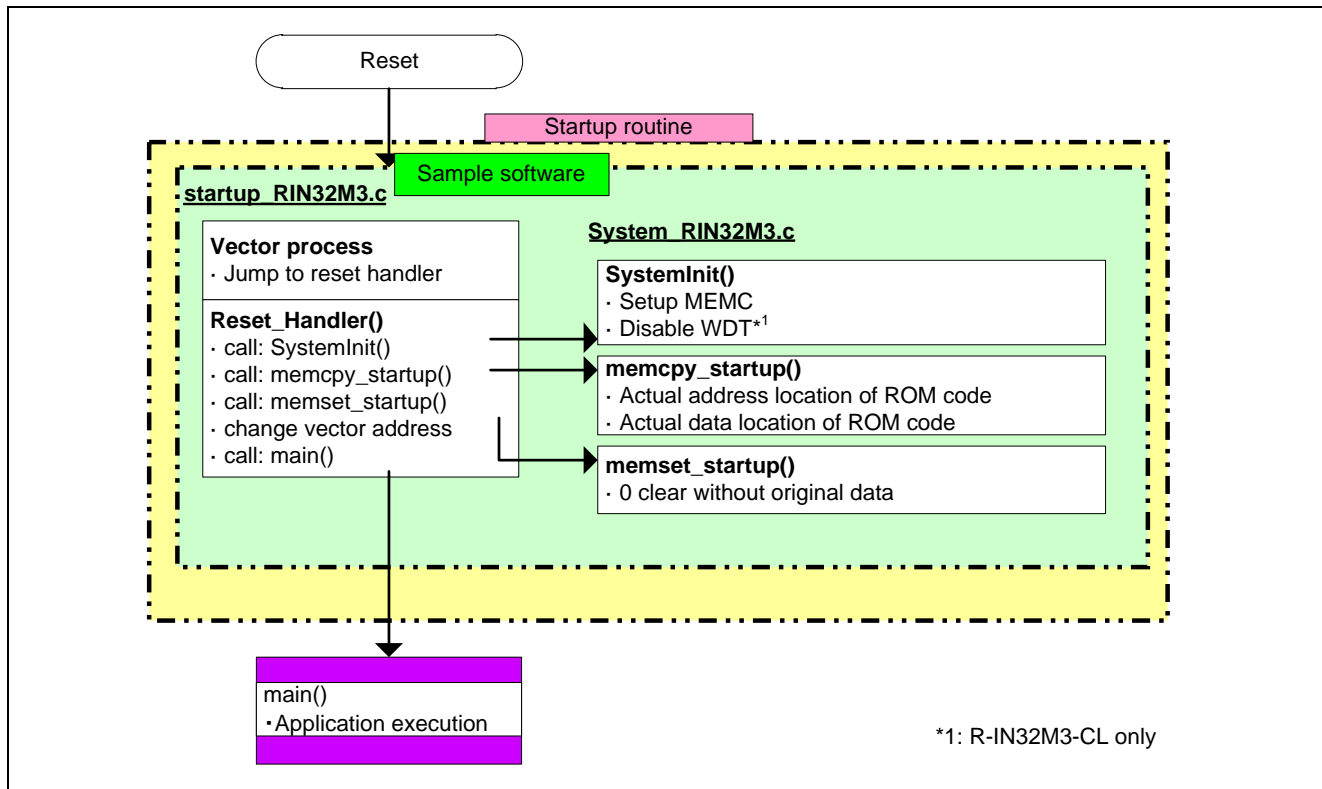 Reset
Startup routine
Sample software
startup_RIN32M3.c
Vector process
· Jump to reset handler
Reset_Handler()
· call: SystemInit()
· call: memcpy_startup()
· call: memset_startup()
· change vector address
· call: main()
System_RIN32M3.c
SystemInit()
· Setup MEMC
· Disable WDT*1
memcpy_startup()
· Actual address location of ROM code
· Actual data location of ROM code
memset_startup()
· 0 clear without original data
main()
・Application execution
*1: R-IN32M3-CL only